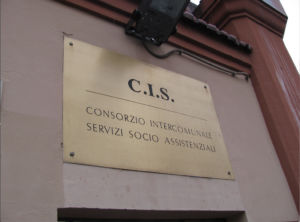 C.I.S.
CONSORZIO INTERCOMUNALE
SERVIZI SOCIO ASSISTENZIALI